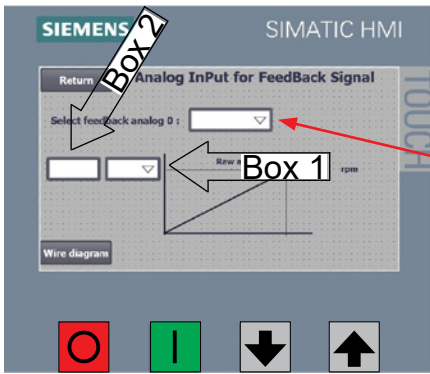 SIEMENS
SIMATIC HMI
TOUCH
Box 2
Return
Analog InPut for FeedBack Signal
Select feedback analog 0 :
Box 1
Raw
rpm
Wire diagram